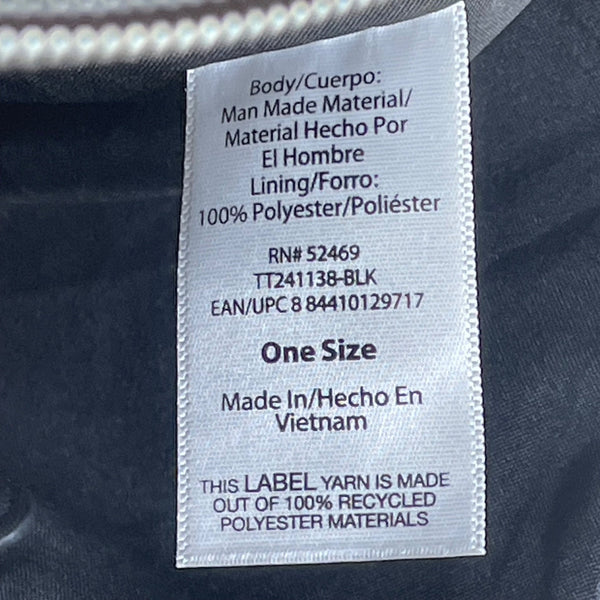 Body/Cuerpo:
Man Made Material/
Material Hecho Por
El Hombre
Lining/Forro:
100% Polyester/Poliéster
RN# 52469
TT241138-BLK
EAN/UPC 8 84410129717
One Size
Made In/Hecho En
Vietnam
THIS LABEL YARN IS MADE
OUT OF 100% RECYCLED
POLYESTER MATERIALS